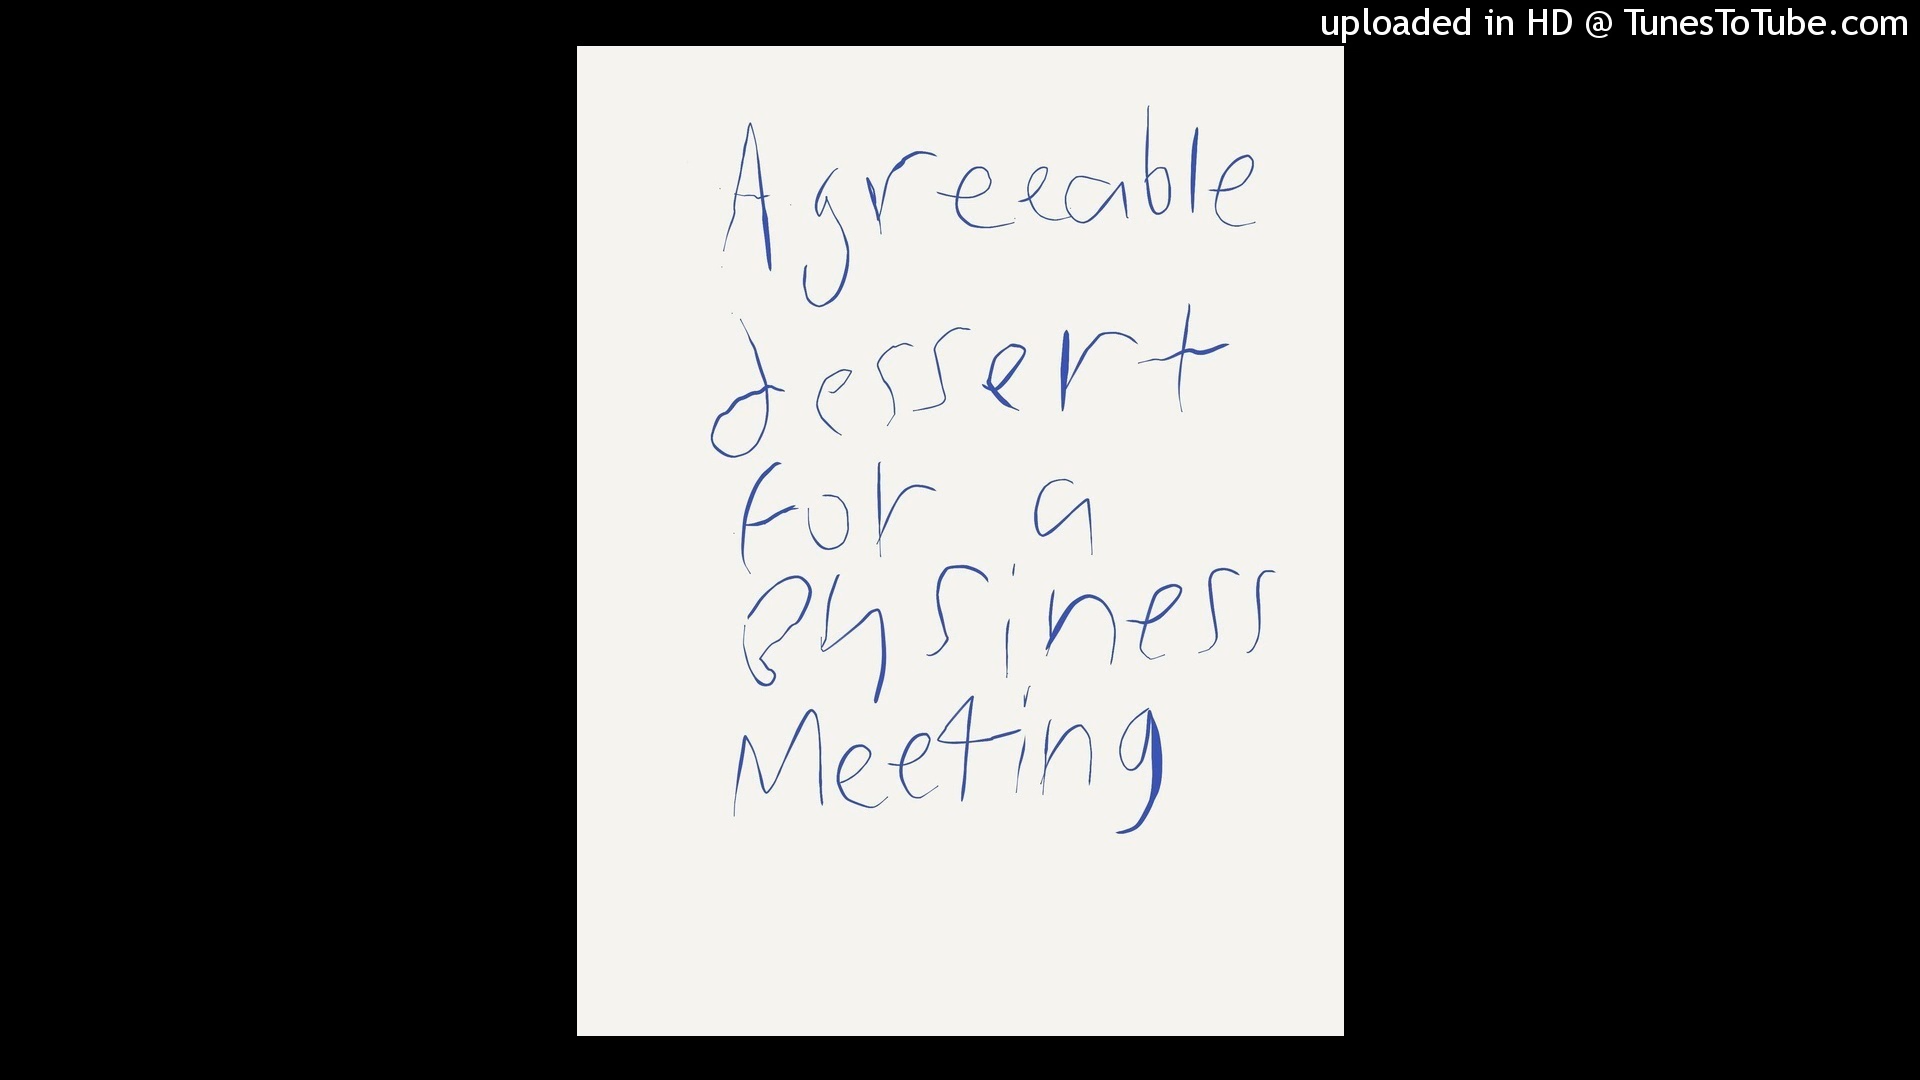 uploaded in HD @ TunesToTube.com
Agreeable
dessert
for a
Business
Meeting